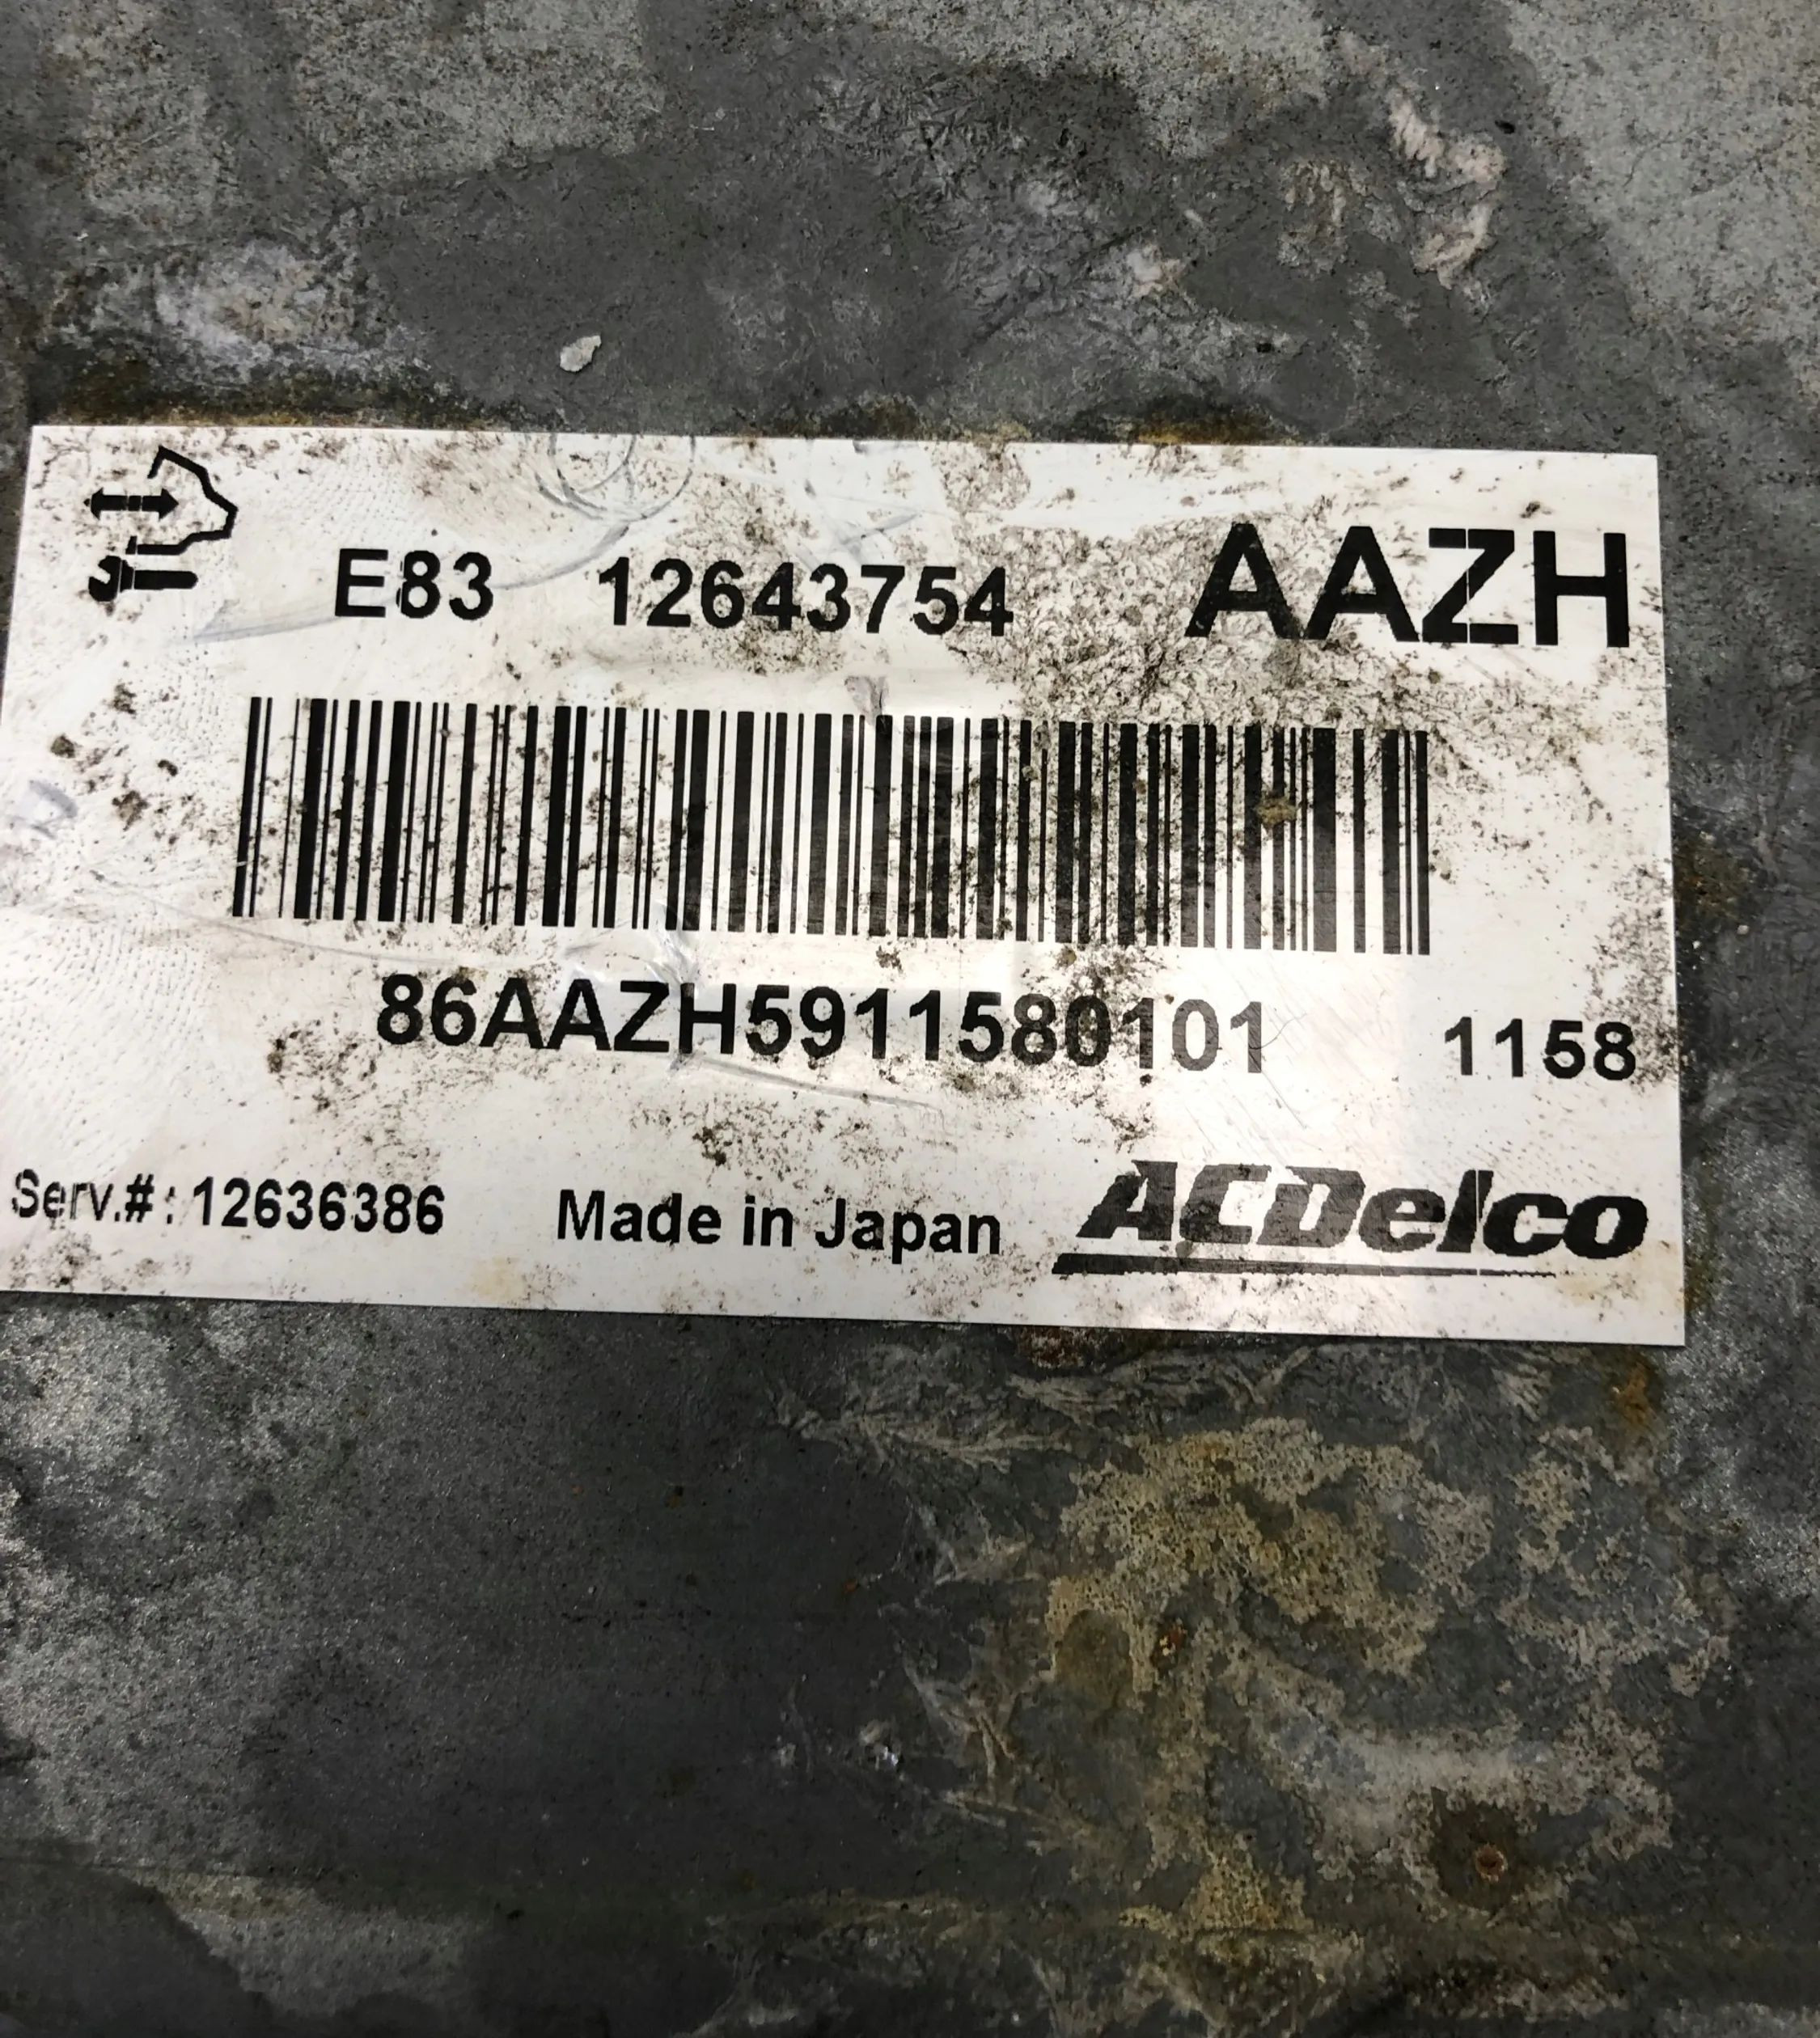 E83 12643754 AAZH
86AAZH5911580101 1158
Serv.#: 12636386 Made in Japan ACDelco